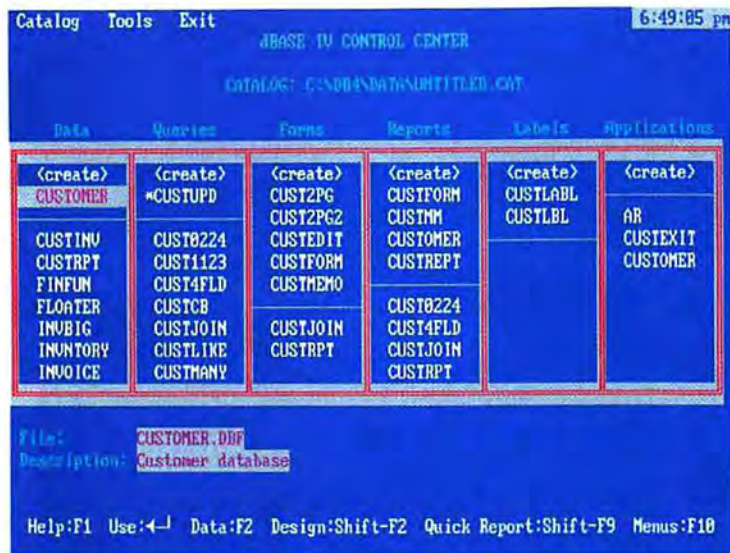 Catalog Tools Exit 6:49:05 pm
dBASE IV CONTROL CENTER
CATALOG: C:\DB4\DATA\UNTITLED.CAT
Data Queries Forms Reports Labels Applications
<create> <create> <create> <create> <create> <create>
CUSTOMER *CUSTUPD CUST2PG CUSTFORM CUSTLABL
CUST2PG2 CUSTMM CUSTLBL AR
CUSTINV CUST0224 CUSTEDIT CUSTOMER CUSTEXIT
CUSTRPT CUST1123 CUSTFORM CUSTREPT CUSTOMER
FINFUN CUST4FLD CUSTMEMO
FLOATER CUSTCB CUST0224
INVBIG CUSTJOIN CUSTJOIN CUST4FLD
INVNTORY CUSTLIKE CUSTRPT CUSTJOIN
INVOICE CUSTMANY CUSTRPT
File: CUSTOMER.DBF
Description: Customer database
Help:F1 Use:◄─┘ Data:F2 Design:Shift-F2 Quick Report:Shift-F9 Menus:F10